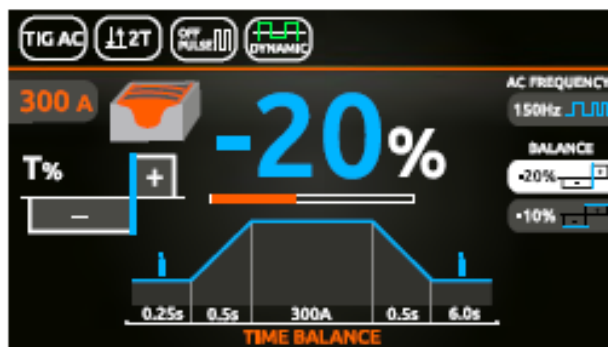 TIG AC 2T OFF PULSE DYNAMIC
300 A
AC FREQUENCY
150Hz
-20%
BALANCE
T%
+
-20%
−
-10%
0.25s 0.5s 300A 0.5s 6.0s
TIME BALANCE